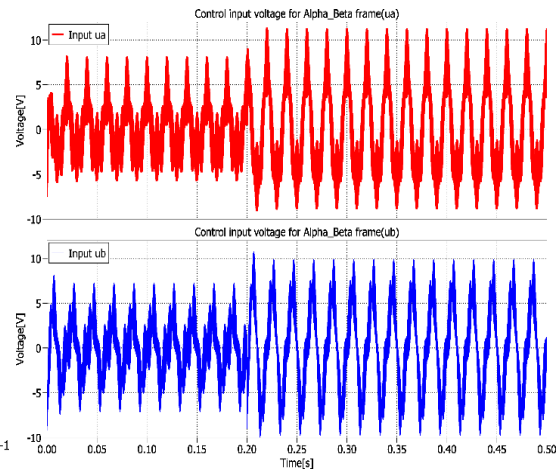 Control input voltage for Alpha_Beta frame(ua)
Input ua
Voltage[V]
10
5
0
-5
-10
Control input voltage for Alpha_Beta frame(ub)
Input ub
Voltage[V]
10
5
0
-5
-10
-1
0.00 0.05 0.10 0.15 0.20 0.25 0.30 0.35 0.40 0.45 0.50
Time[s]